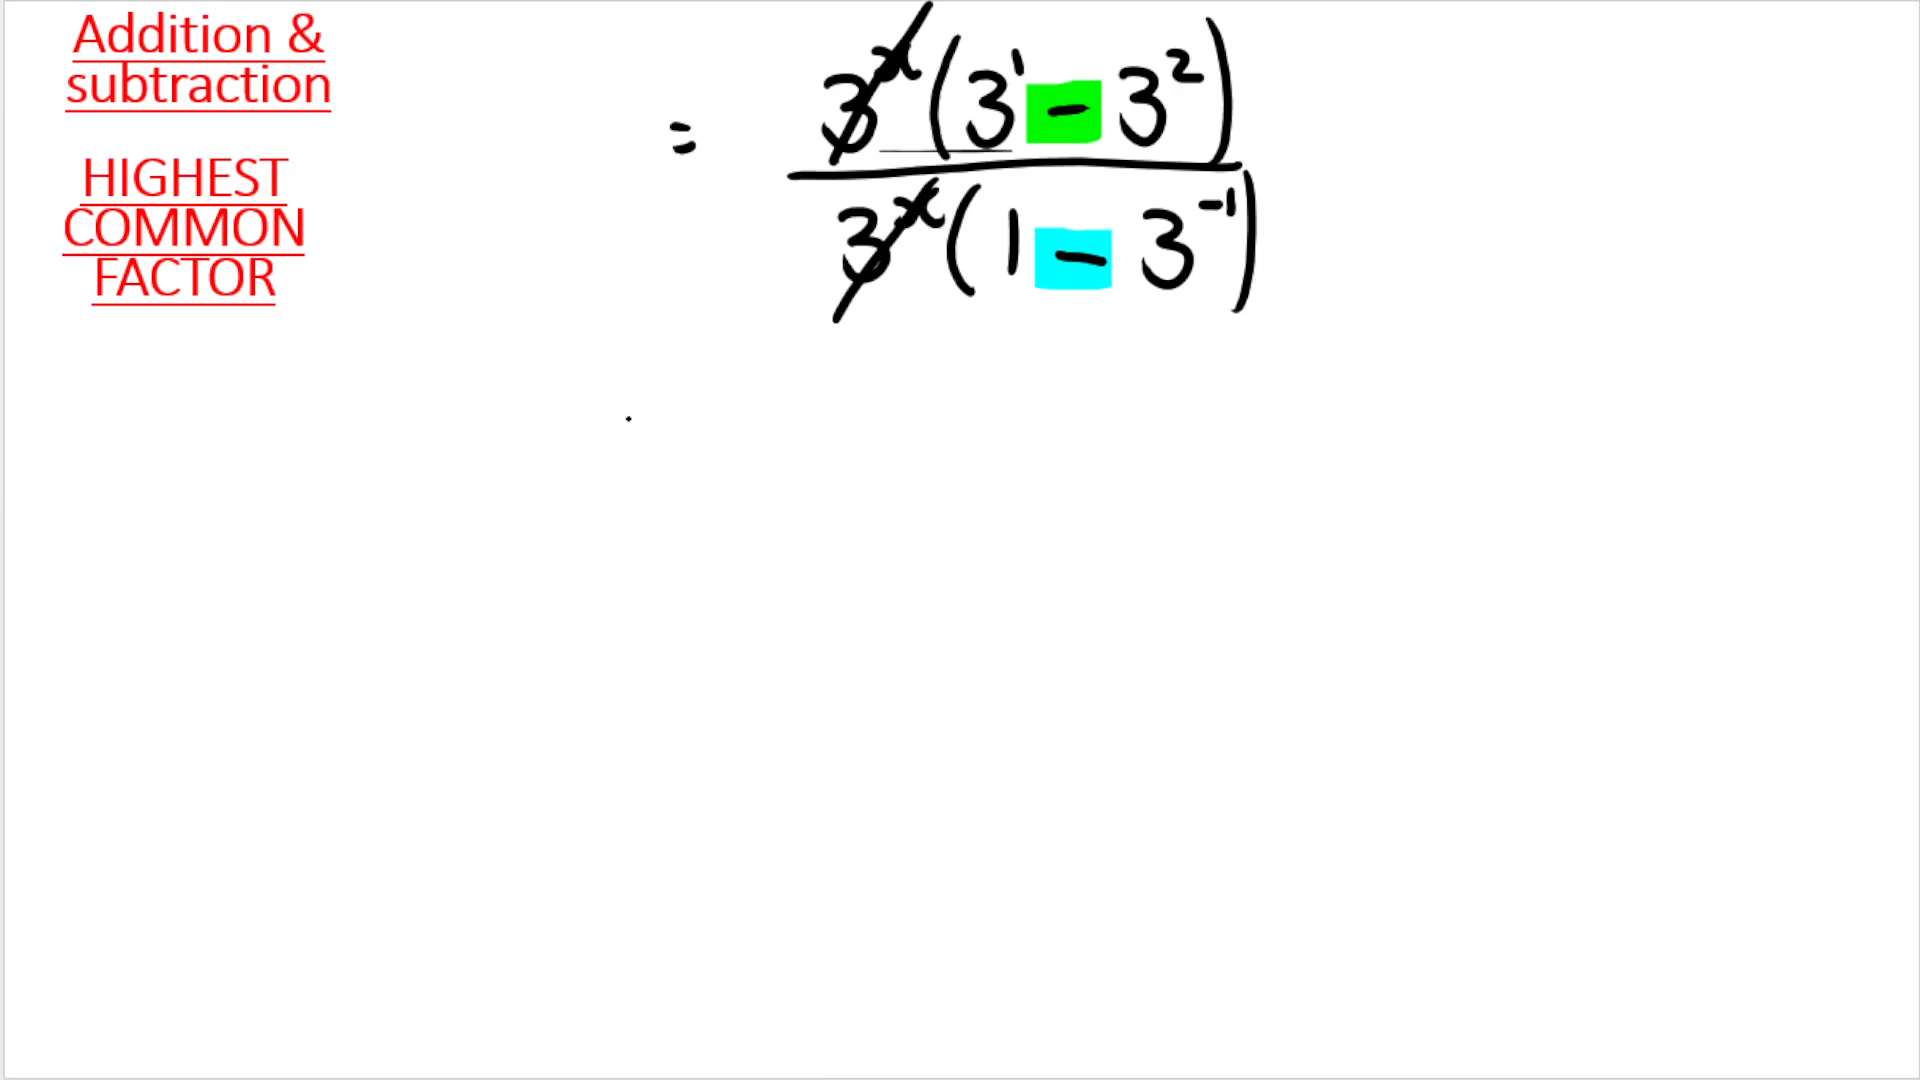 Addition &
subtraction
HIGHEST
COMMON
FACTOR
= 3^x(3^1 - 3^2)
3^x(1 - 3^-1)